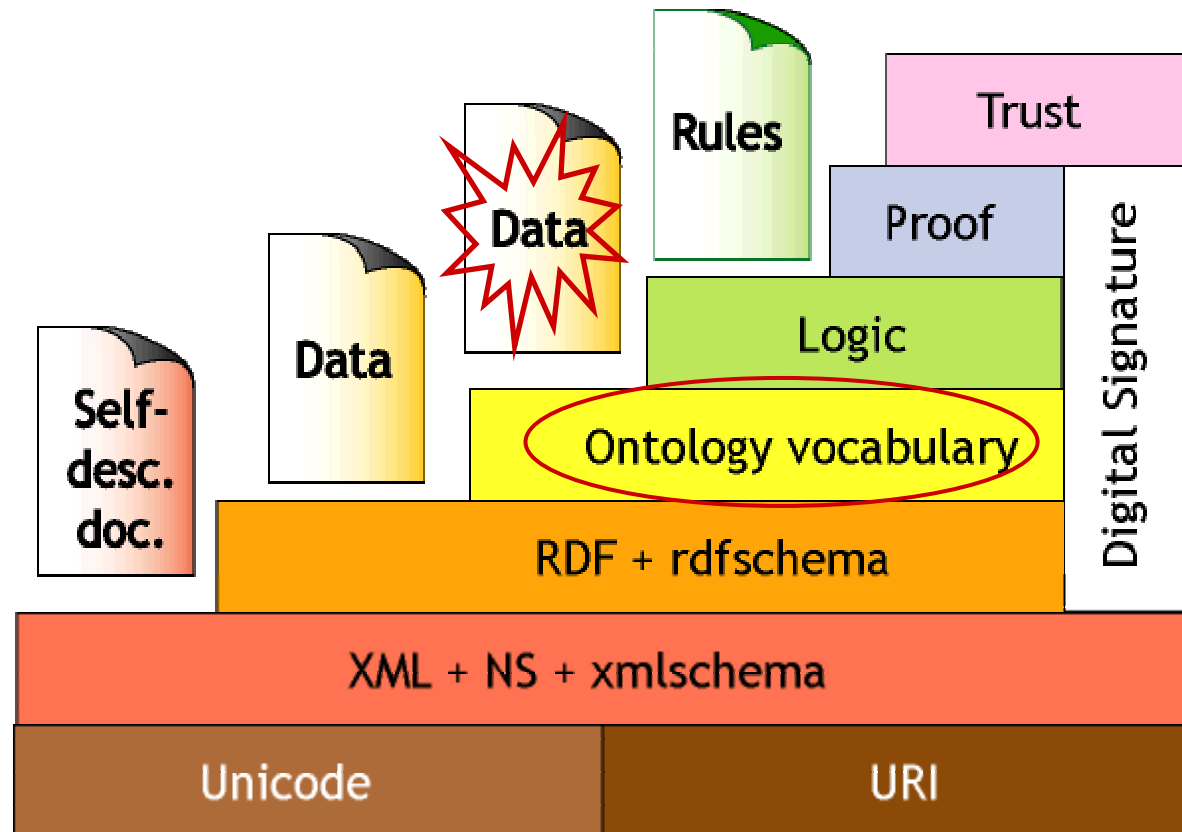 Trust
Rules
Proof
Data
Digital Signature
Logic
Data
Self-
desc.
doc.
Ontology vocabulary
RDF + rdfschema
XML + NS + xmlschema
Unicode
URI